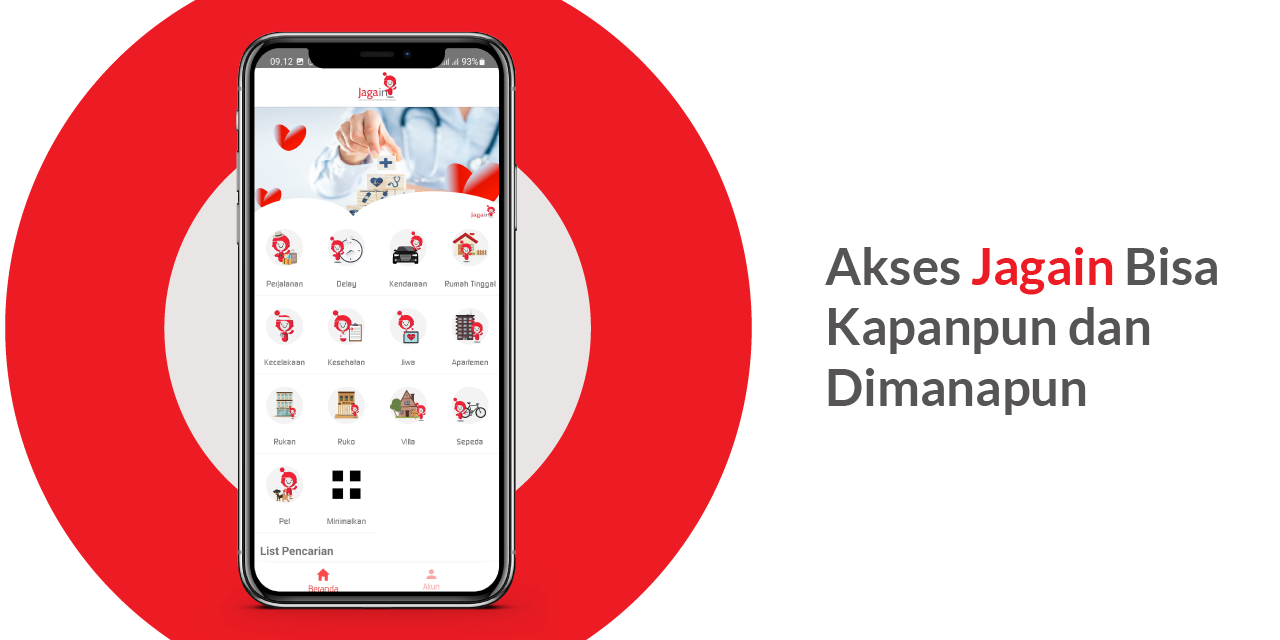 09.12
93%
Jagain
Jagain
Perjalanan Delay Kendaraan Rumah Tinggal
Kecelakaan Kesehatan Jiwa Apartemen
Rukan Ruko Villa Sepeda
Pet Minimalkan
List Pencarian
Beranda Akun
Akses Jagain Bisa
Kapanpun dan
Dimanapun